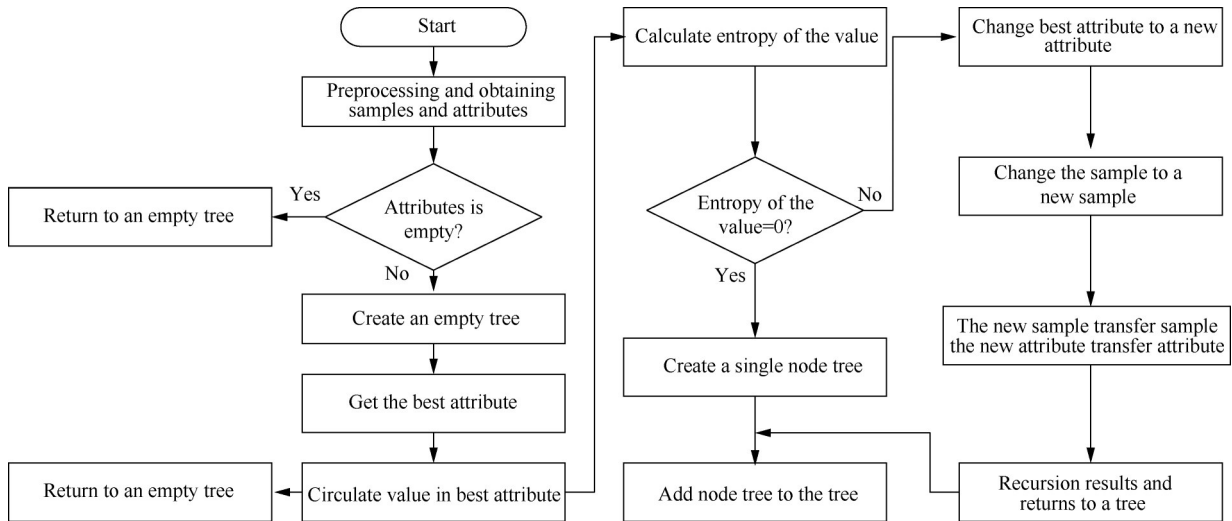 Start
Preprocessing and obtaining
samples and attributes
Attributes is
empty?
Yes
Return to an empty tree
No
Create an empty tree
Get the best attribute
Circulate value in best attribute
Return to an empty tree
Calculate entropy of the value
Entropy of the
value=0?
No
Yes
Create a single node tree
Add node tree to the tree
Change best attribute to a new
attribute
Change the sample to a
new sample
The new sample transfer sample
the new attribute transfer attribute
Recursion results and
returns to a tree